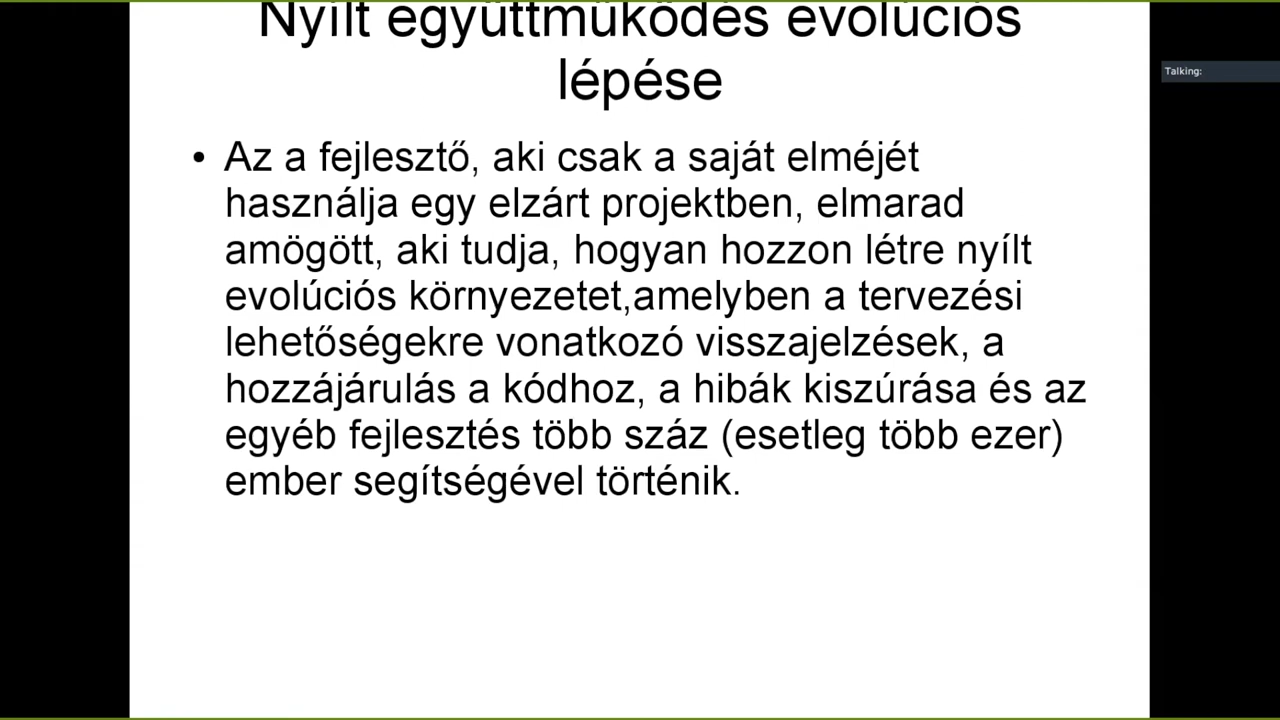 Nyílt együttműködés evolúciós
lépése
• Az a fejlesztő, aki csak a saját elméjét
használja egy elzárt projektben, elmarad
amögött, aki tudja, hogyan hozzon létre nyílt
evolúciós környezetet,amelyben a tervezési
lehetőségekre vonatkozó visszajelzések, a
hozzájárulás a kódhoz, a hibák kiszúrása és az
egyéb fejlesztés több száz (esetleg több ezer)
ember segítségével történik.
Talking: